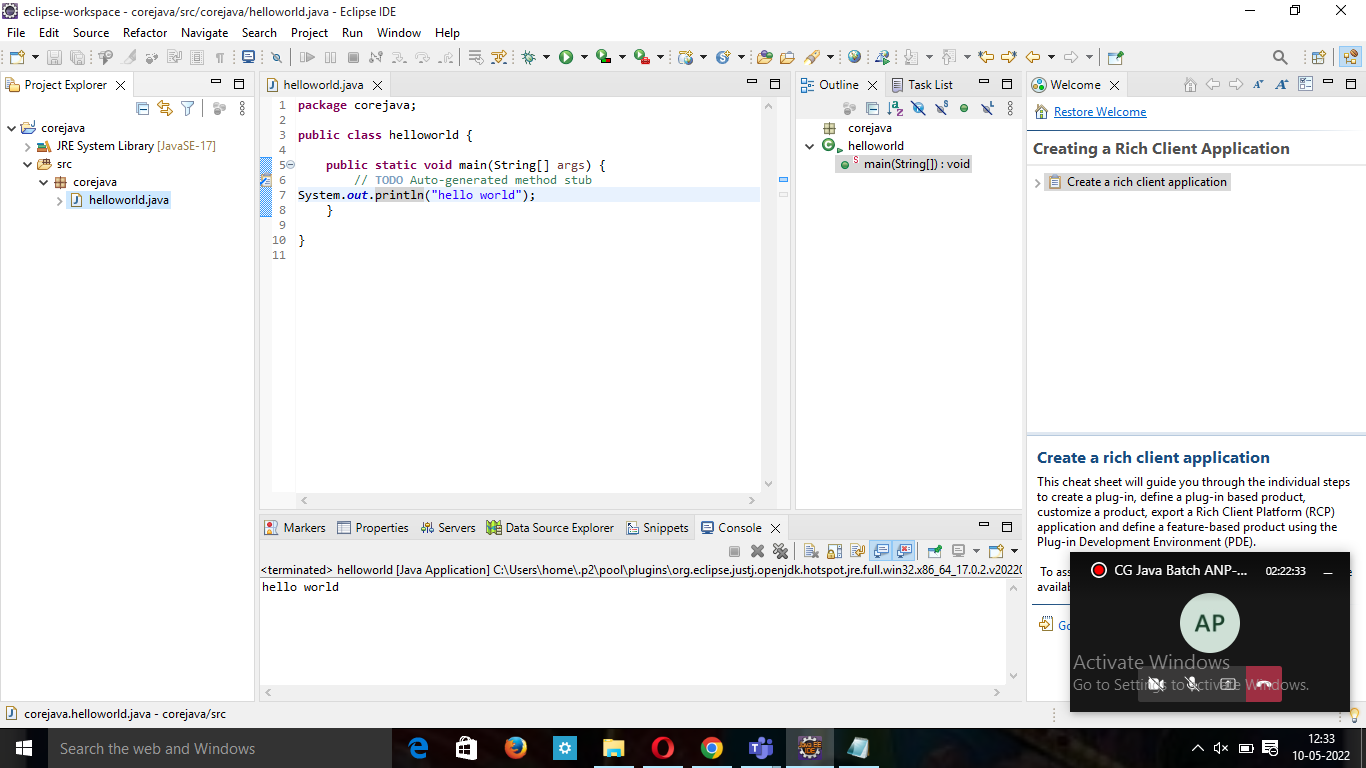 eclipse-workspace - corejava/src/corejava/helloworld.java - Eclipse IDE
File Edit Source Refactor Navigate Search Project Run Window Help
Project Explorer
corejava
JRE System Library [JavaSE-17]
src
corejava
helloworld.java
helloworld.java
1 package corejava;
2
3 public class helloworld {
4
5 public static void main(String[] args) {
6 // TODO Auto-generated method stub
7 System.out.println("hello world");
8 }
9
10 }
11
Outline Task List
corejava
helloworld
main(String[]) : void
Welcome
Restore Welcome
Creating a Rich Client Application
Create a rich client application
Create a rich client application
This cheat sheet will guide you through the individual steps
to create a plug-in, define a plug-in based product,
customize a product, export a Rich Client Platform (RCP)
application and define a feature-based product using the
Plug-in Development Environment (PDE).
Markers Properties Servers Data Source Explorer Snippets Console
<terminated> helloworld [Java Application] C:\Users\home\.p2\pool\plugins\org.eclipse.justj.openjdk.hotspot.jre.full.win32.x86_64_17.0.2.v2022
hello world
CG Java Batch ANP-... 02:22:33
AP
Activate Windows
Go to Settings to activate Windows.
corejava.helloworld.java - corejava/src
Search the web and Windows
12:33
10-05-2022